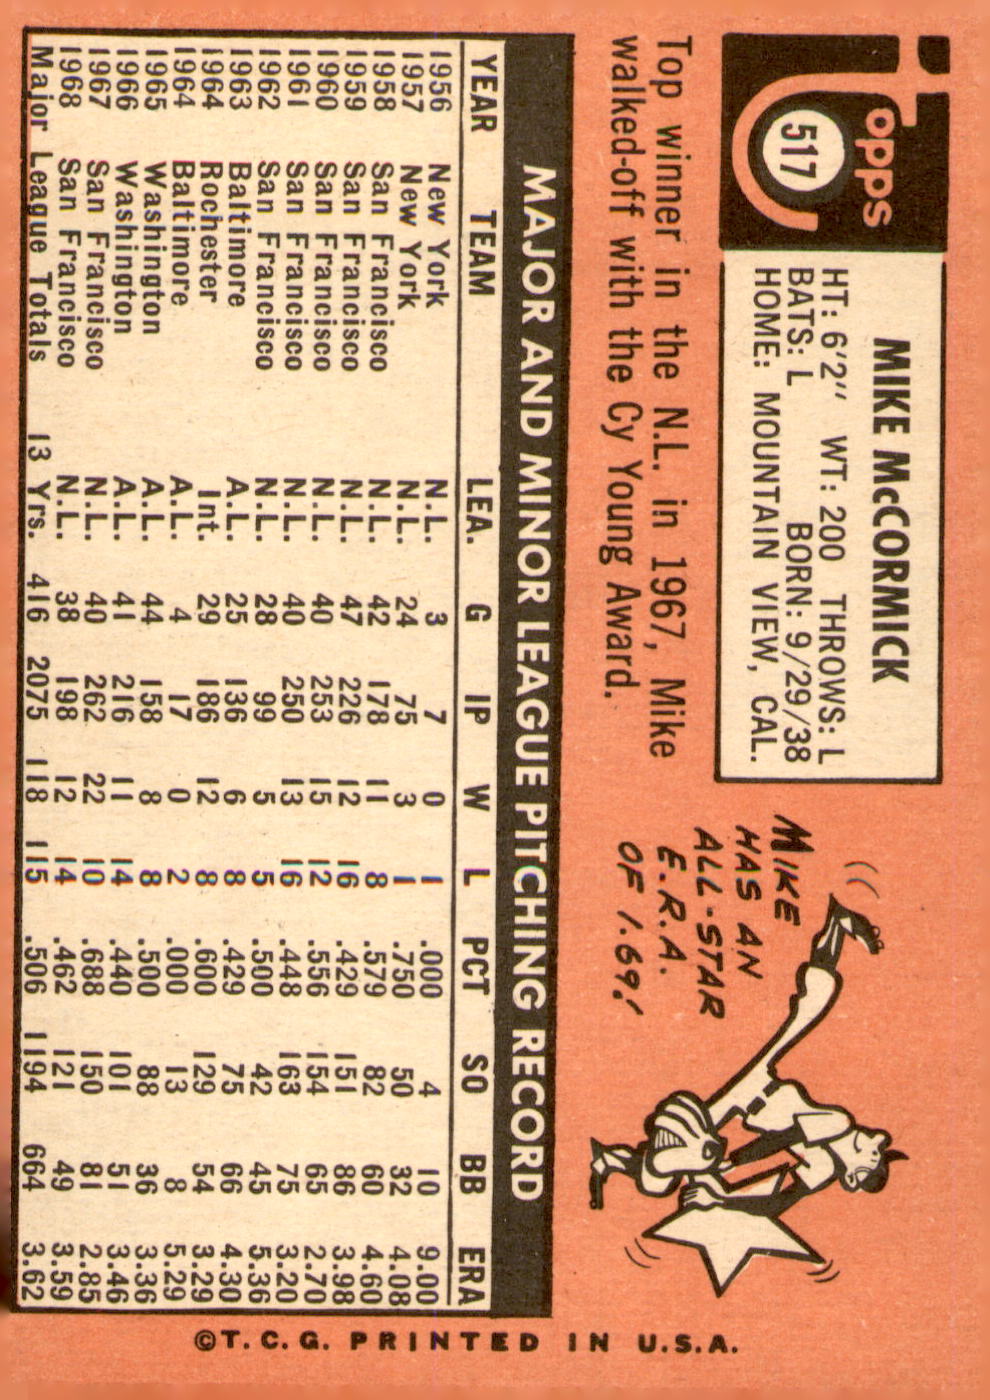 Topps
517
MIKE McCORMICK
HT: 6'2" WT: 200 THROWS: L
BATS: L BORN: 9/29/38
HOME: MOUNTAIN VIEW, CAL.
Top winner in the N.L. in 1967, Mike
walked-off with the Cy Young Award.
MIKE
HAS AN
ALL-STAR
E.R.A.
OF 1.69!
MAJOR AND MINOR LEAGUE PITCHING RECORD
YEAR TEAM LEA. G IP W L PCT SO BB ERA
1956 New York N.L. 3 7 0 1 .000 4 10 9.00
1957 New York N.L. 24 75 3 1 .750 50 32 4.08
1958 San Francisco N.L. 42 178 11 8 .579 82 60 4.60
1959 San Francisco N.L. 47 226 12 16 .429 151 86 3.98
1960 San Francisco N.L. 40 253 15 12 .556 154 65 2.70
1961 San Francisco N.L. 40 250 13 16 .448 163 75 3.20
1962 San Francisco N.L. 28 99 5 5 .500 42 45 5.36
1963 Baltimore A.L. 25 136 6 8 .429 75 66 4.30
1964 Rochester Int. 29 186 12 8 .600 129 54 3.29
1964 Baltimore A.L. 4 17 0 2 .000 13 8 5.29
1965 Washington A.L. 44 158 8 8 .500 88 36 3.36
1966 Washington A.L. 41 216 11 14 .440 101 51 3.46
1967 San Francisco N.L. 40 262 22 10 .688 150 81 2.85
1968 San Francisco N.L. 38 198 12 14 .462 121 49 3.59
Major League Totals 13 Yrs. 416 2075 118 115 .506 1194 664 3.62
©T.C.G. PRINTED IN U.S.A.